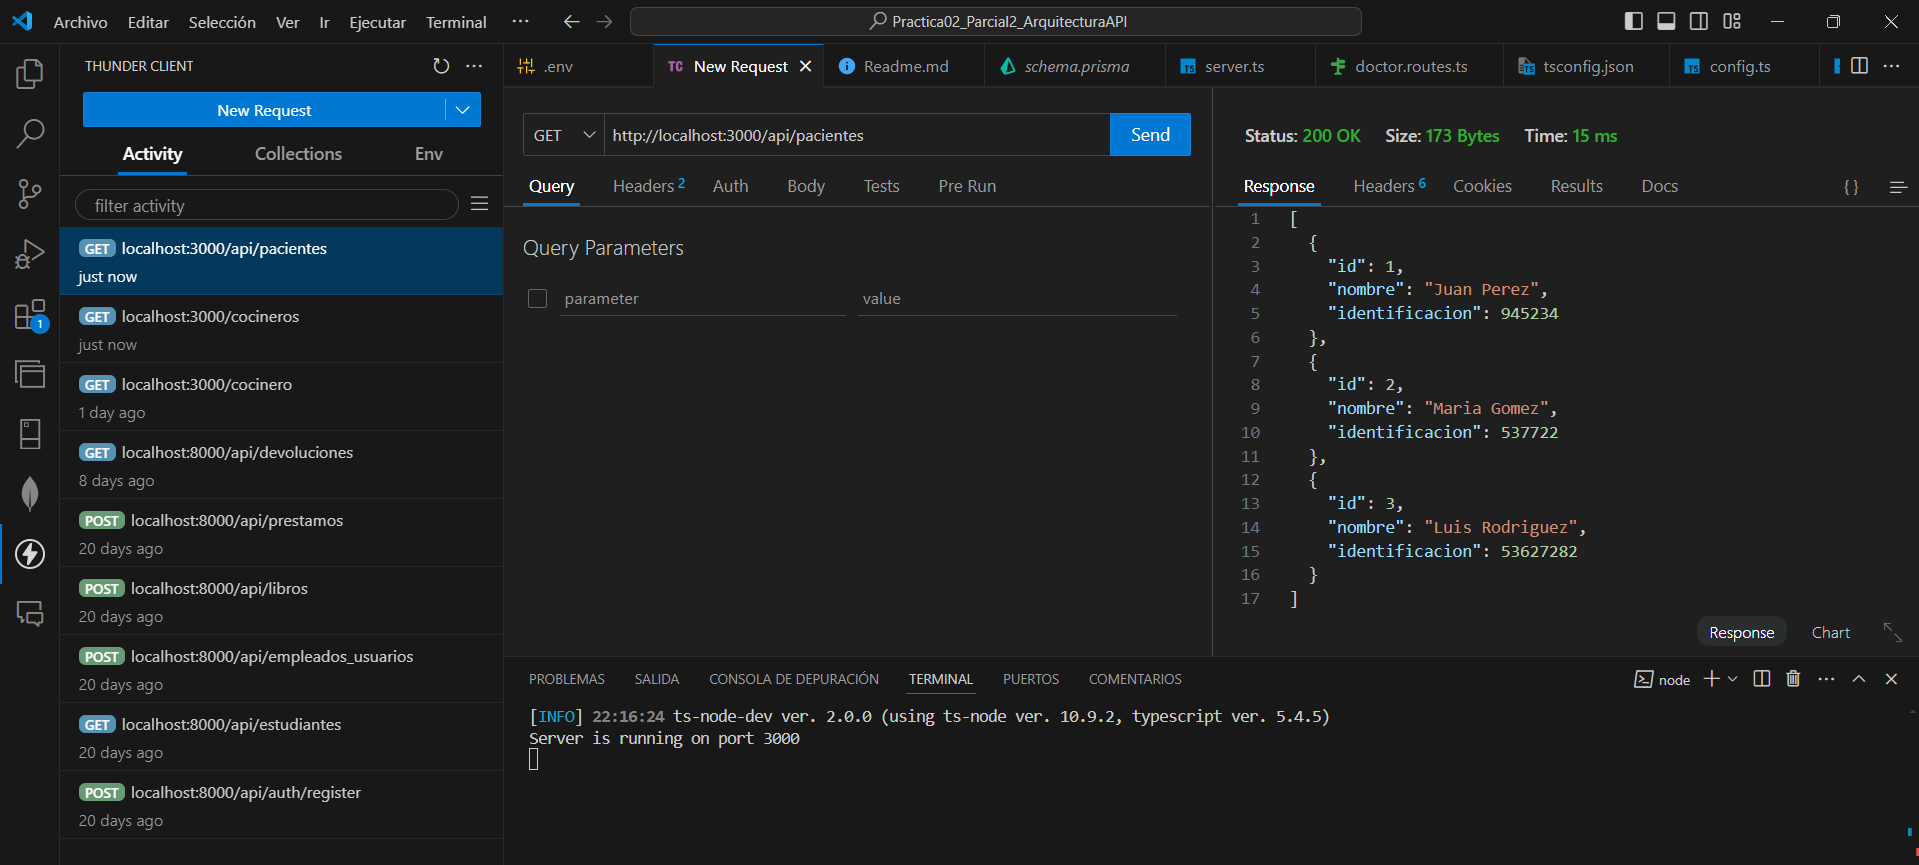 Archivo Editar Selección Ver Ir Ejecutar Terminal ··· Practica02_Parcial2_ArquitecturaAPI
THUNDER CLIENT
New Request
Activity Collections Env
filter activity
GET localhost:3000/api/pacientes
just now
GET localhost:3000/cocineros
just now
GET localhost:3000/cocinero
1 day ago
GET localhost:8000/api/devoluciones
8 days ago
POST localhost:8000/api/prestamos
20 days ago
POST localhost:8000/api/libros
20 days ago
POST localhost:8000/api/empleados_usuarios
20 days ago
GET localhost:8000/api/estudiantes
20 days ago
POST localhost:8000/api/auth/register
20 days ago
1
.env TC New Request Readme.md schema.prisma TS server.ts doctor.routes.ts TS tsconfig.json TS config.ts
GET http://localhost:3000/api/pacientes Send
Query Headers 2 Auth Body Tests Pre Run
Query Parameters
parameter value
Status: 200 OK Size: 173 Bytes Time: 15 ms
Response Headers 6 Cookies Results Docs { }
1 [
2 {
3 "id": 1,
4 "nombre": "Juan Perez",
5 "identificacion": 945234
6 },
7 {
8 "id": 2,
9 "nombre": "Maria Gomez",
10 "identificacion": 537722
11 },
12 {
13 "id": 3,
14 "nombre": "Luis Rodriguez",
15 "identificacion": 53627282
16 }
17 ]
Response Chart
PROBLEMAS SALIDA CONSOLA DE DEPURACIÓN TERMINAL PUERTOS COMENTARIOS node
[INFO] 22:16:24 ts-node-dev ver. 2.0.0 (using ts-node ver. 10.9.2, typescript ver. 5.4.5)
Server is running on port 3000